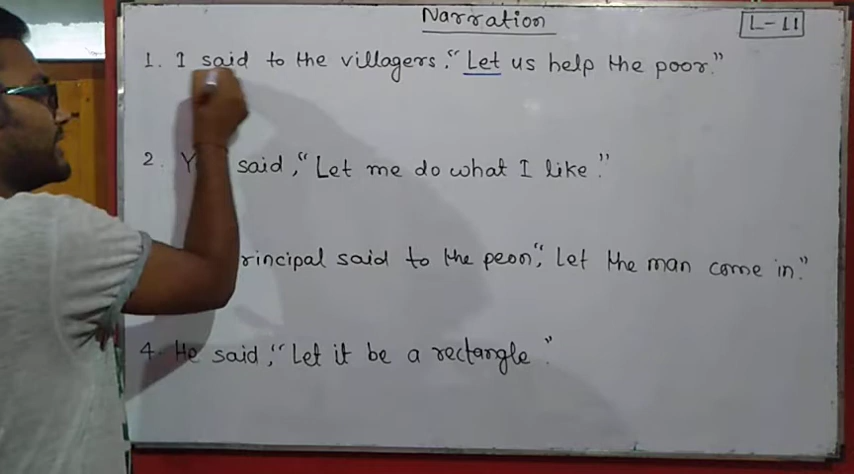 Narration
L-11
1. I said to the villagers, "Let us help the poor."
2. said, "Let me do what I like."
rincipal said to the peon, "Let the man come in."
4. He said, "Let it be a rectangle."